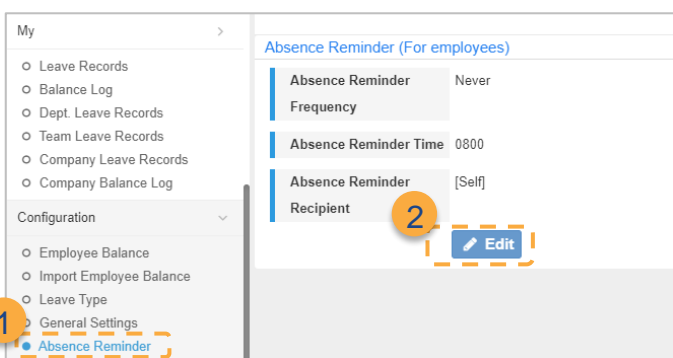 My
Leave Records
Balance Log
Dept. Leave Records
Team Leave Records
Company Leave Records
Company Balance Log
Configuration
Employee Balance
Import Employee Balance
Leave Type
General Settings
1
Absence Reminder
Absence Reminder (For employees)
Absence Reminder Never
Frequency
Absence Reminder Time 0800
Absence Reminder [Self]
Recipient
2
Edit